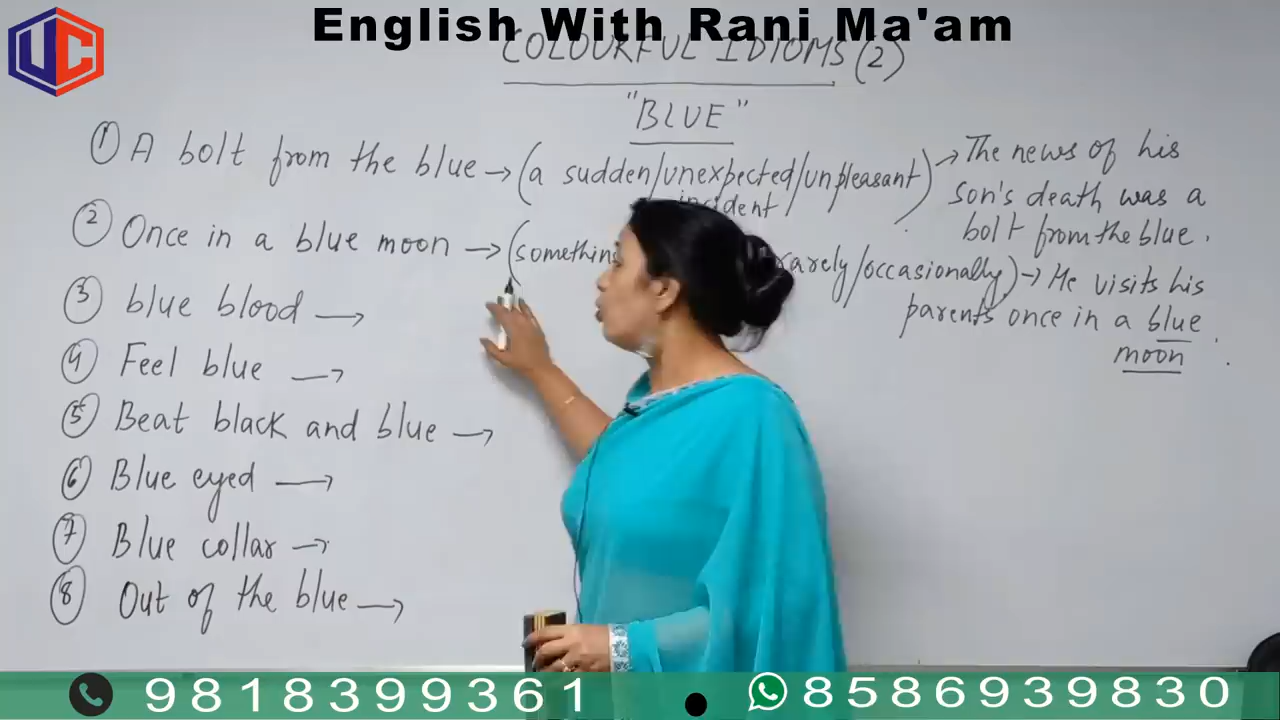 English With Rani Ma'am
UC
COLOURFUL IDIOMS (2)
"BLUE"
① A bolt from the blue → (a sudden/unexpected/unpleasant incident) → The news of his son's death was a bolt from the blue.
② Once in a blue moon → (something rarely/occasionally) → He visits his parents once in a blue moon.
③ blue blood →
④ Feel blue →
⑤ Beat black and blue →
⑥ Blue eyed →
⑦ Blue collar →
⑧ Out of the blue →
9818399361 • 8586939830